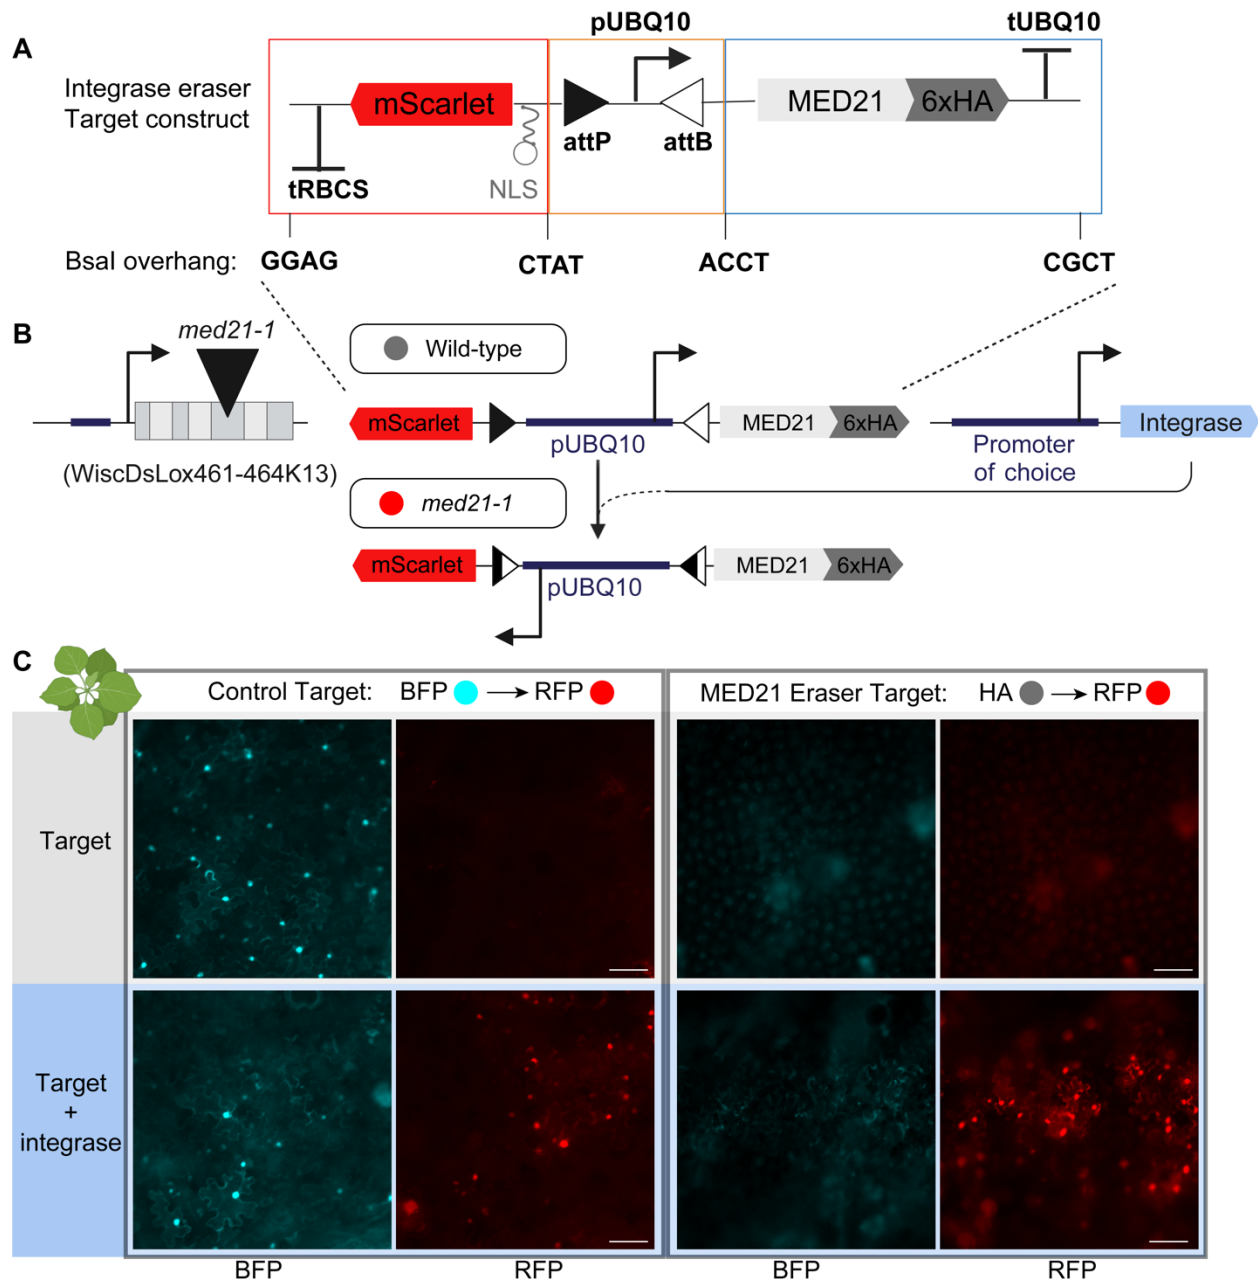 A
pUBQ10
tUBQ10
Integrase eraser
Target construct
mScarlet
MED21
6xHA
attP
attB
tRBCS
NLS
BsaI overhang:
GGAG
CTAT
ACCT
CGCT
B
med21-1
Wild-type
mScarlet
MED21
6xHA
Integrase
pUBQ10
Promoter
of choice
(WiscDsLox461-464K13)
med21-1
mScarlet
MED21
6xHA
pUBQ10
C
Control Target: BFP RFP
MED21 Eraser Target: HA RFP
Target
Target
+
integrase
BFP
RFP
BFP
RFP